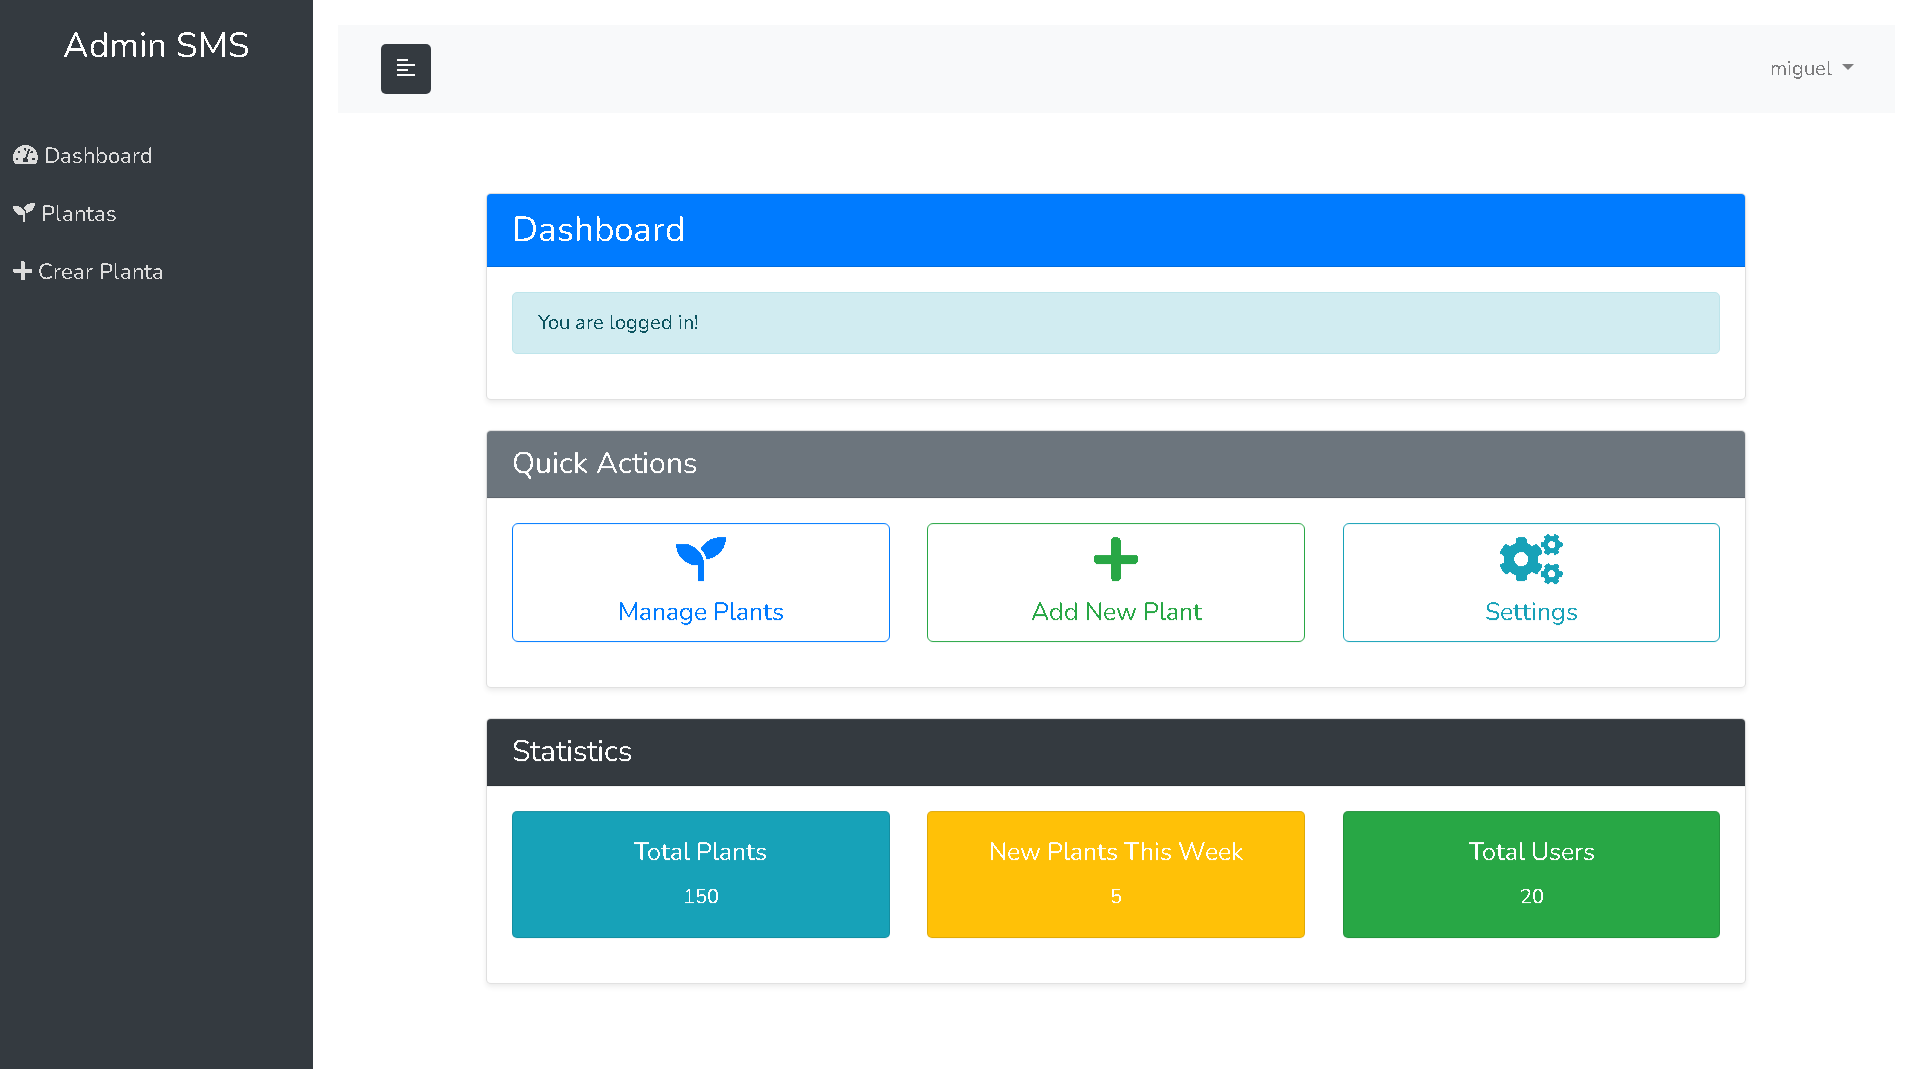 Admin SMS
miguel
Dashboard
Plantas
Crear Planta
Dashboard
You are logged in!
Quick Actions
Manage Plants
Add New Plant
Settings
Statistics
Total Plants
150
New Plants This Week
5
Total Users
20